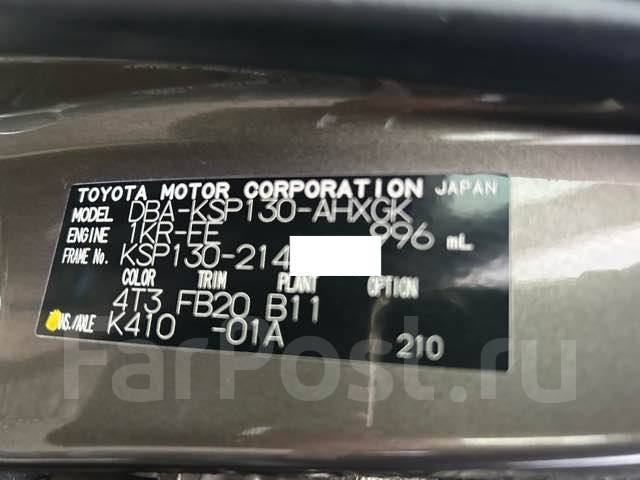 TOYOTA MOTOR CORPORATION JAPAN
MODEL DBA-KSP130-AHXGK
ENGINE 1KR-FE 996 mL
FRAME No. KSP130-214
COLOR TRIM PLANT OPTION
4T3 FB20 B11
NS./AXLE K410 -01A 210
FarPost.ru